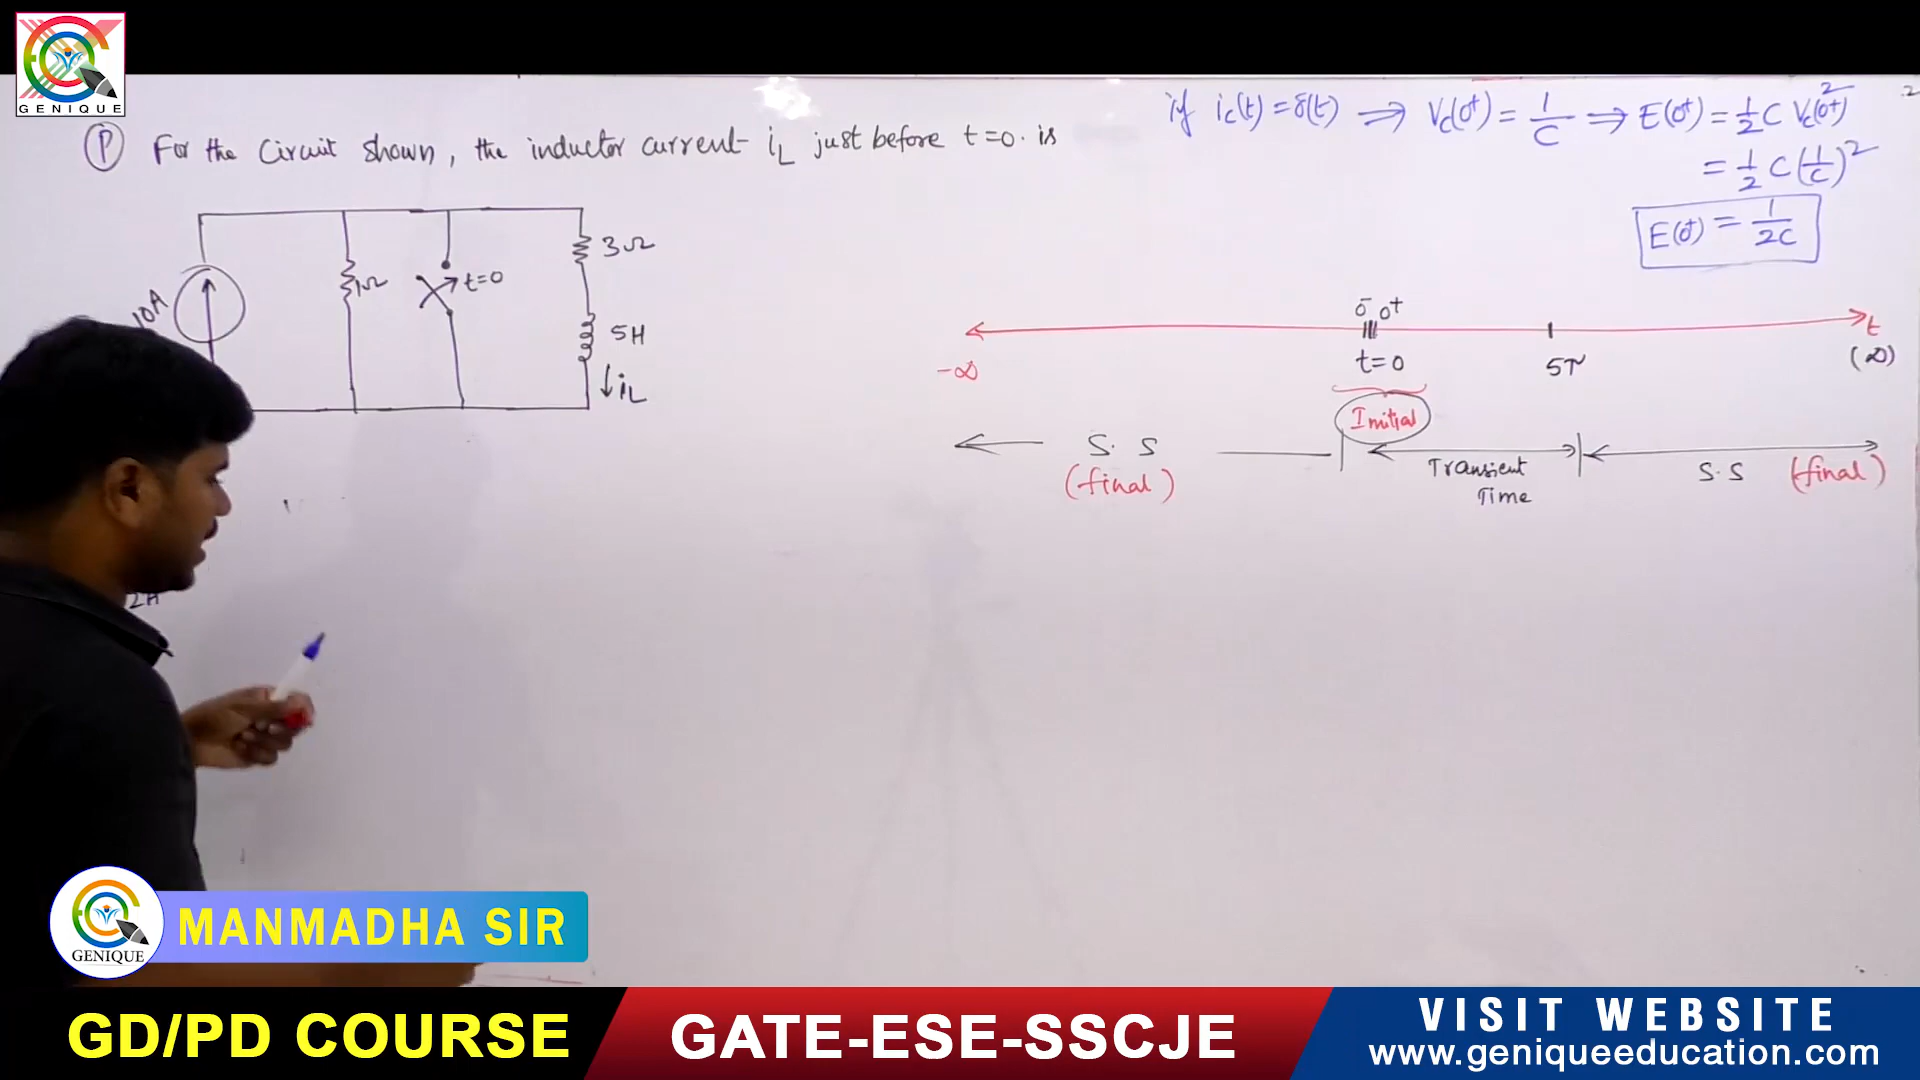 GENIQUE
P For the Circuit shown, the inductor current iL just before t=0. is
if ic(t)=δ(t) ⟹ Vc(0⁺) = 1/C ⟹ E(0⁺) = 1/2 C Vc(0⁺)²
= 1/2 C (1/C)²
E(0⁺) = 1/2C
10A
1Ω
t=0
3Ω
5H
↓ iL
0⁻ 0⁺
t
-∞
t=0
5τ
(∞)
Initial
S.S
(final)
Transient
Time
S.S (final)
MANMADHA SIR
GENIQUE
GD/PD COURSE
GATE-ESE-SSCJE
VISIT WEBSITE
www.geniqueeducation.com